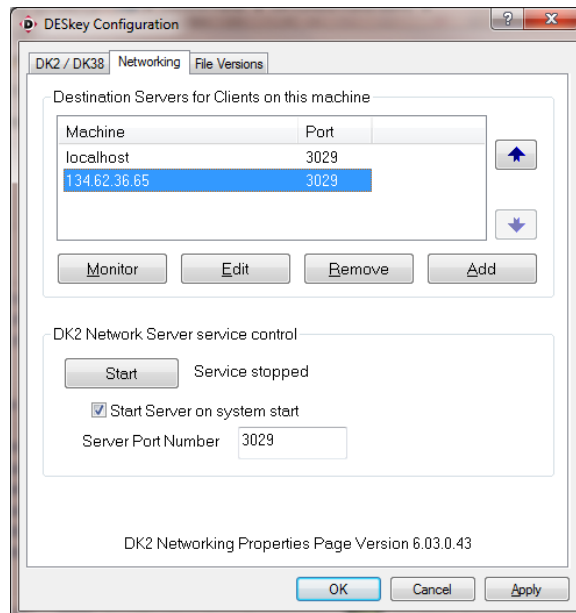 DESkey Configuration
DK2 / DK38 Networking File Versions
Destination Servers for Clients on this machine
Machine Port
localhost 3029
134.62.36.65 3029
Monitor Edit Remove Add
DK2 Network Server service control
Start Service stopped
Start Server on system start
Server Port Number 3029
DK2 Networking Properties Page Version 6.03.0.43
OK Cancel Apply